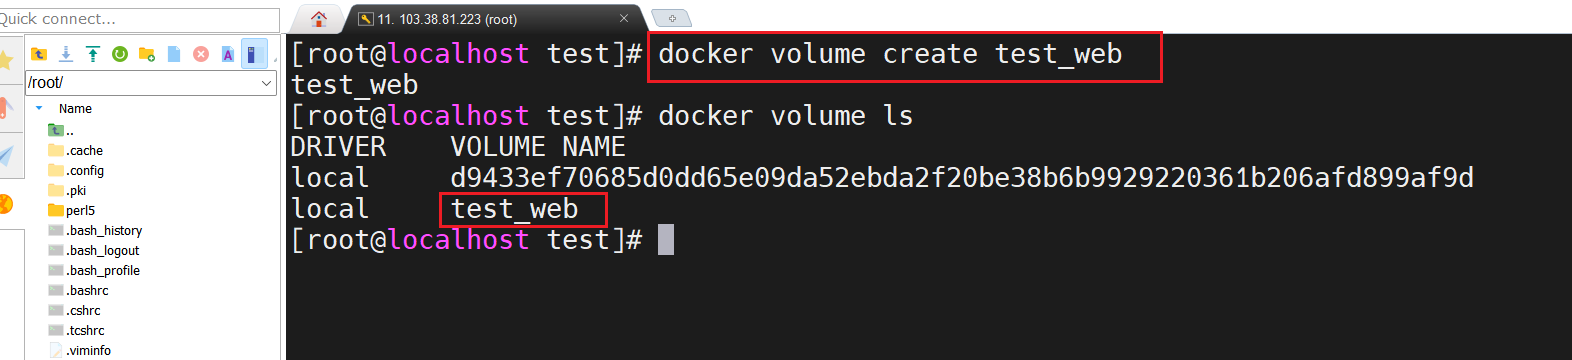 Quick connect...
11. 103.38.81.223 (root)
/root/
Name
..
.cache
.config
.pki
perl5
.bash_history
.bash_logout
.bash_profile
.bashrc
.cshrc
.tcshrc
.viminfo
[root@localhost test]# docker volume create test_web
test_web
[root@localhost test]# docker volume ls
DRIVER    VOLUME NAME
local     d9433ef70685d0dd65e09da52ebda2f20be38b6b9929220361b206afd899af9d
local     test_web
[root@localhost test]#